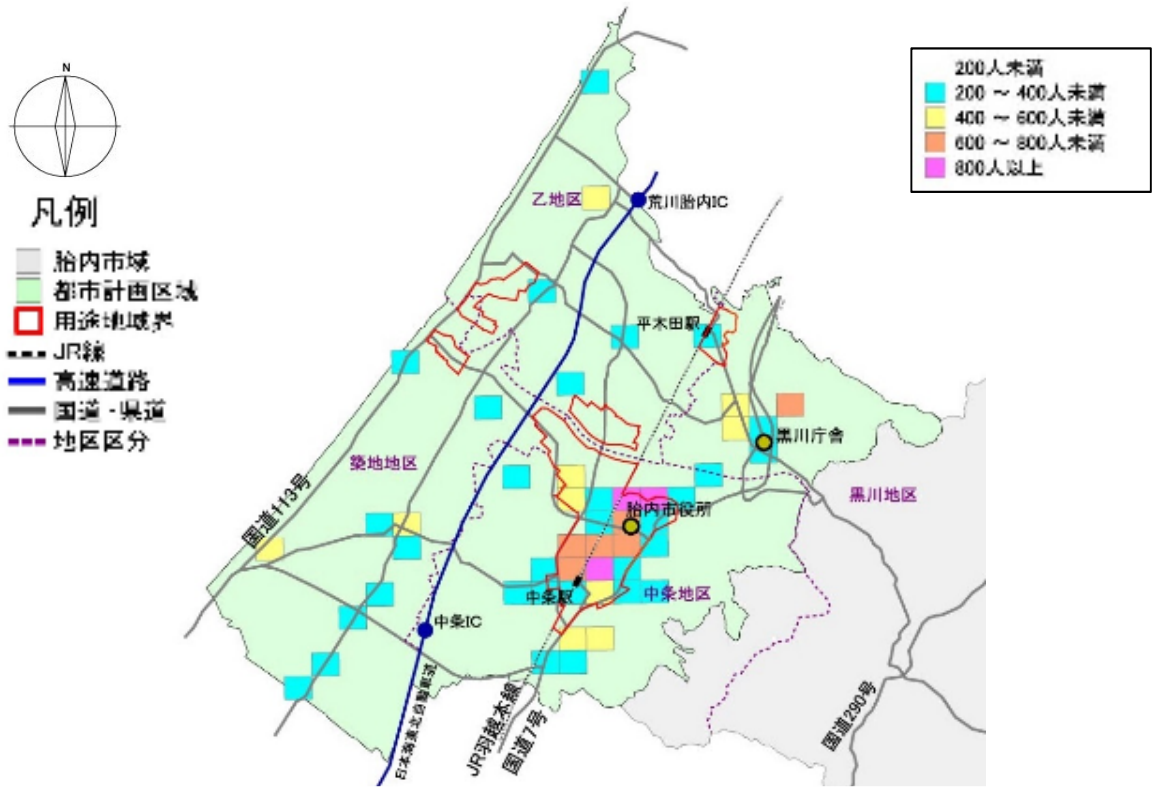 N
凡例
胎内市域
都市計画区域
用途地域界
JR線
高速道路
国道・県道
地区区分
200人未満
200 ～ 400人未満
400 ～ 600人未満
600 ～ 800人未満
800人以上
乙地区
荒川胎内IC
平木田駅
黒川庁舎
築地地区
黒川地区
国道113号
胎内市役所
中条駅
中条地区
中条IC
日本海東北自動車道
JR羽越本線
国道7号
国道290号